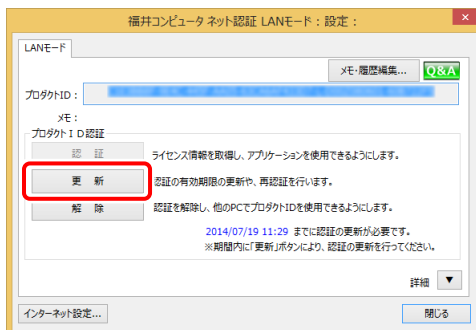 福井コンピュータ ネット認証 LANモード：設定：
×
LANモード
メモ・履歴編集...
Q&A
プロダクトID：
メモ：
プロダクトＩＤ認証
認　証
ライセンス情報を取得し、アプリケーションを使用できるようにします。
更　新
認証の有効期限の更新や、再認証を行います。
解　除
認証を解除し、他のPCでプロダクトIDを使用できるようにします。
2014/07/19 11:29 までに認証の更新が必要です。
※期間内に「更新」ボタンにより、認証の更新を行ってください。
詳細 ▼
インターネット設定...
閉じる